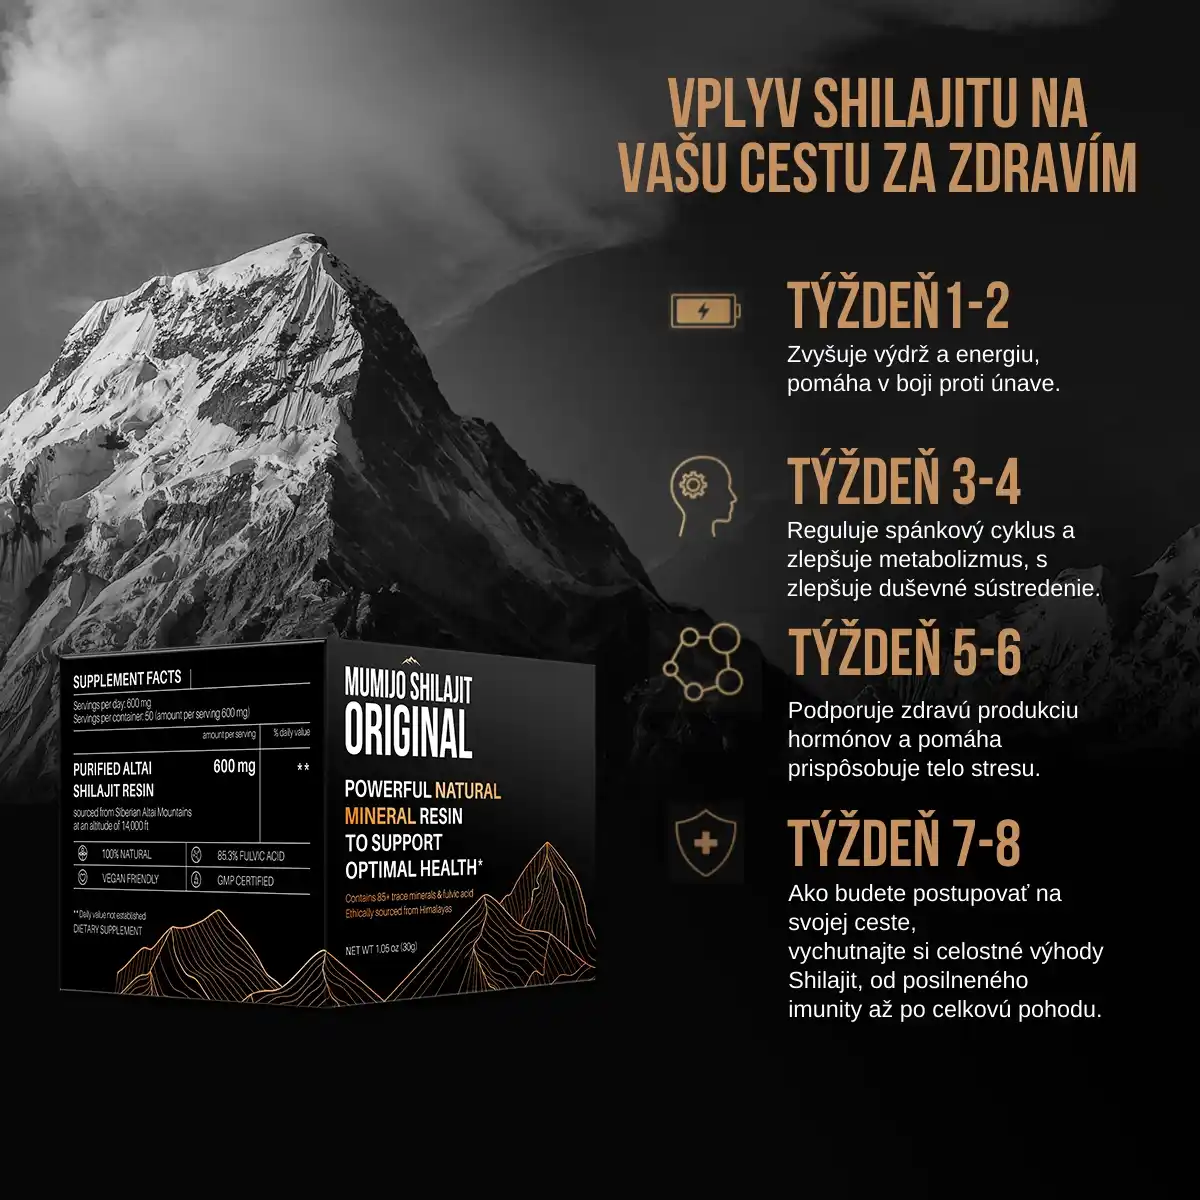 VPLYV SHILAJITU NA
VAŠU CESTU ZA ZDRAVÍM
TÝŽDEŇ 1-2
Zvyšuje výdrž a energiu,
pomáha v boji proti únave.
TÝŽDEŇ 3-4
Reguluje spánkový cyklus a
zlepšuje metabolizmus, s
zlepšuje duševné sústredenie.
TÝŽDEŇ 5-6
Podporuje zdravú produkciu
hormónov a pomáha
prispôsobuje telo stresu.
TÝŽDEŇ 7-8
Ako budete postupovať na
svojej ceste,
vychutnajte si celostné výhody
Shilajit, od posilneného
imunity až po celkovú pohodu.
SUPPLEMENT FACTS
Servings per day: 600 mg
Servings per container: 50 (amount per serving 600 mg)
amount per serving % daily value
PURIFIED ALTAI 600 mg **
SHILAJIT RESIN
sourced from Siberian Altai Mountains
at an altitude of 14,000 ft
100% NATURAL 85.3% FULVIC ACID
VEGAN FRIENDLY GMP CERTIFIED
** Daily value not established
DIETARY SUPPLEMENT
MUMIJO SHILAJIT
ORIGINAL
POWERFUL NATURAL
MINERAL RESIN
TO SUPPORT
OPTIMAL HEALTH*
Contains 85+ trace minerals & fulvic acid
Ethically sourced from Himalayas
NET WT 1.05 oz (30g)